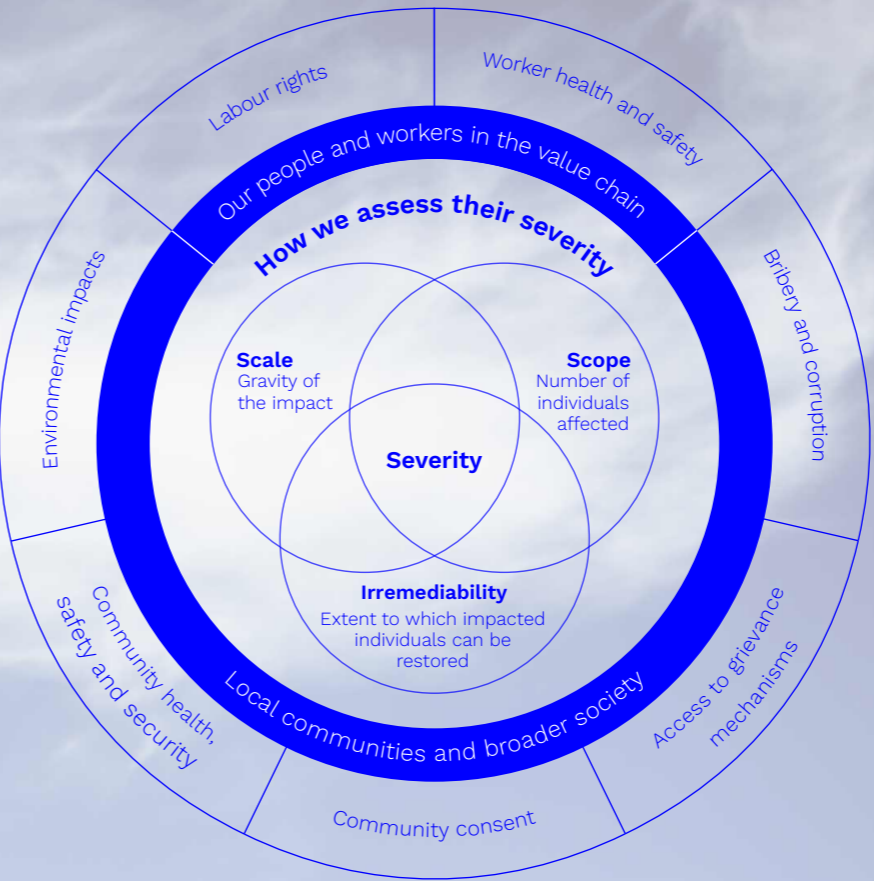 Labour rights
Worker health and safety
Our people and workers in the value chain
How we assess their severity
Environmental impacts
Bribery and corruption
Scale
Gravity of
the impact
Scope
Number of
individuals
affected
Severity
Irremediability
Extent to which impacted
individuals can be
restored
Community health,
safety and security
Local communities and broader society
Access to grievance
mechanisms
Community consent